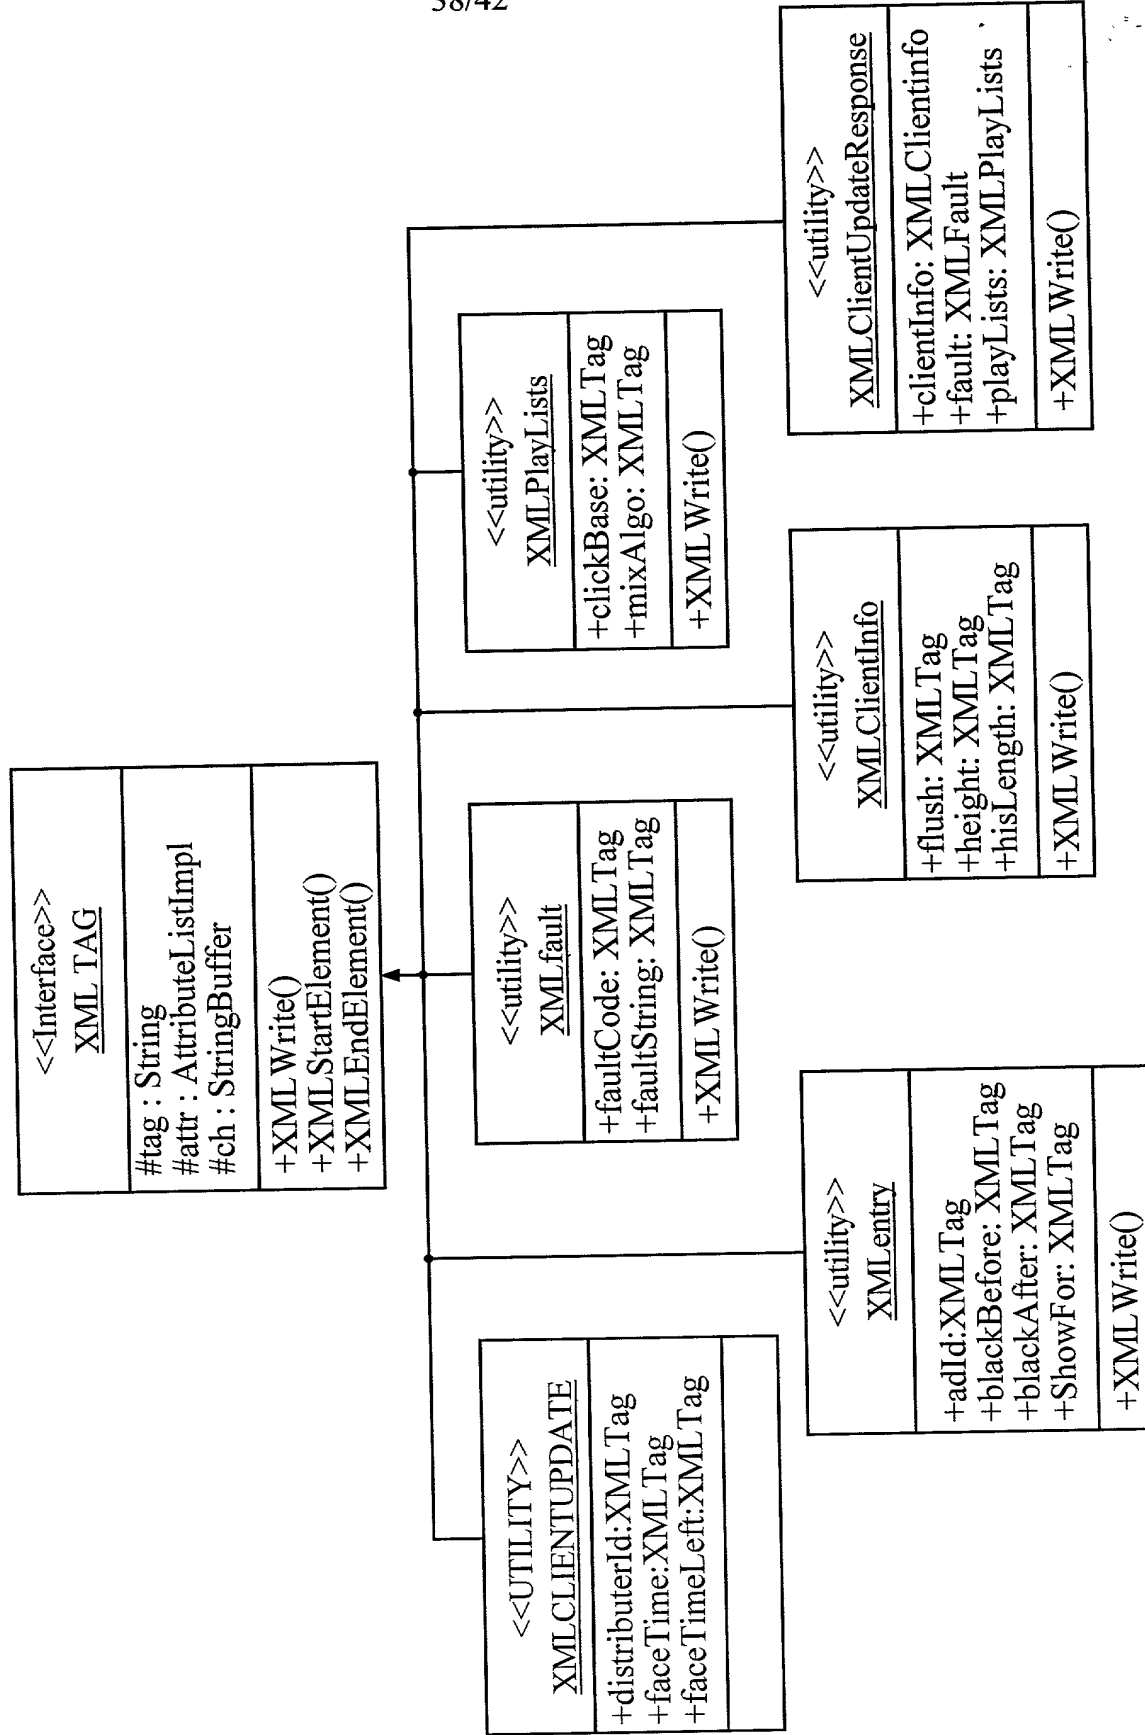 38/42
<<Interface>>
XML TAG
#tag : String
#attr : AttributeListImpl
#ch : StringBuffer
+XMLWrite()
+XMLStartElement()
+XMLEndElement()
<<UTILITY>>
XMLCLIENTUPDATE
+distributerId:XMLTag
+faceTime:XMLTag
+faceTimeLeft:XMLTag
<<utility>>
XMLfault
+faultCode: XMLTag
+faultString: XMLTag
+XMLWrite()
<<utility>>
XMLPlayLists
+clickBase: XMLTag
+mixAlgo: XMLTag
+XMLWrite()
<<utility>>
XMLentry
+adId:XMLTag
+blackBefore: XMLTag
+blackAfter: XMLTag
+ShowFor: XMLTag
+XMLWrite()
<<utility>>
XMLClientInfo
+flush: XMLTag
+height: XMLTag
+hisLength: XMLTag
+XMLWrite()
<<utility>>
XMLClientUpdateResponse
+clientInfo: XMLClientinfo
+fault: XMLFault
+playLists: XMLPlayLists
+XMLWrite()